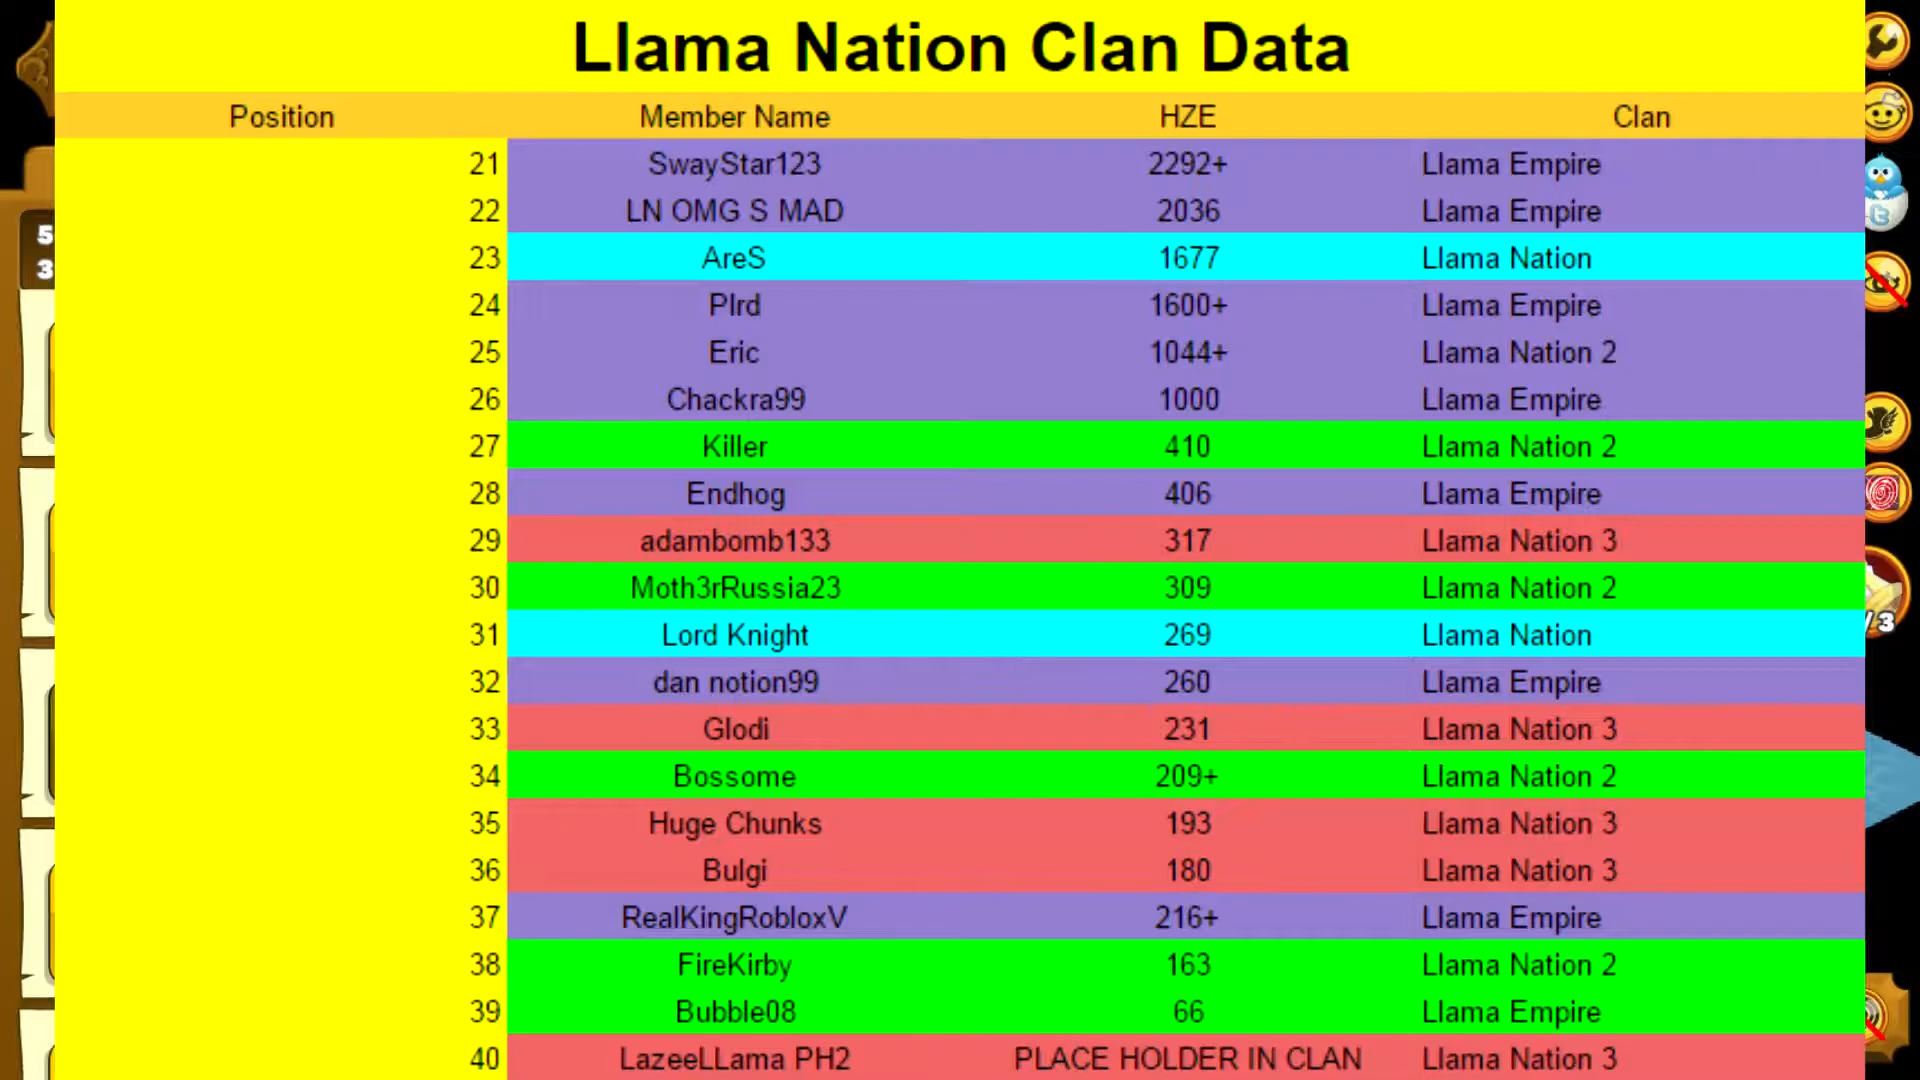 Llama Nation Clan Data
Position Member Name HZE Clan
21 SwayStar123 2292+ Llama Empire
22 LN OMG S MAD 2036 Llama Empire
23 AreS 1677 Llama Nation
24 Plrd 1600+ Llama Empire
25 Eric 1044+ Llama Nation 2
26 Chackra99 1000 Llama Empire
27 Killer 410 Llama Nation 2
28 Endhog 406 Llama Empire
29 adambomb133 317 Llama Nation 3
30 Moth3rRussia23 309 Llama Nation 2
31 Lord Knight 269 Llama Nation
32 dan notion99 260 Llama Empire
33 Glodi 231 Llama Nation 3
34 Bossome 209+ Llama Nation 2
35 Huge Chunks 193 Llama Nation 3
36 Bulgi 180 Llama Nation 3
37 RealKingRobloxV 216+ Llama Empire
38 FireKirby 163 Llama Nation 2
39 Bubble08 66 Llama Empire
40 LazeeLLama PH2 PLACE HOLDER IN CLAN Llama Nation 3
5
3
/3